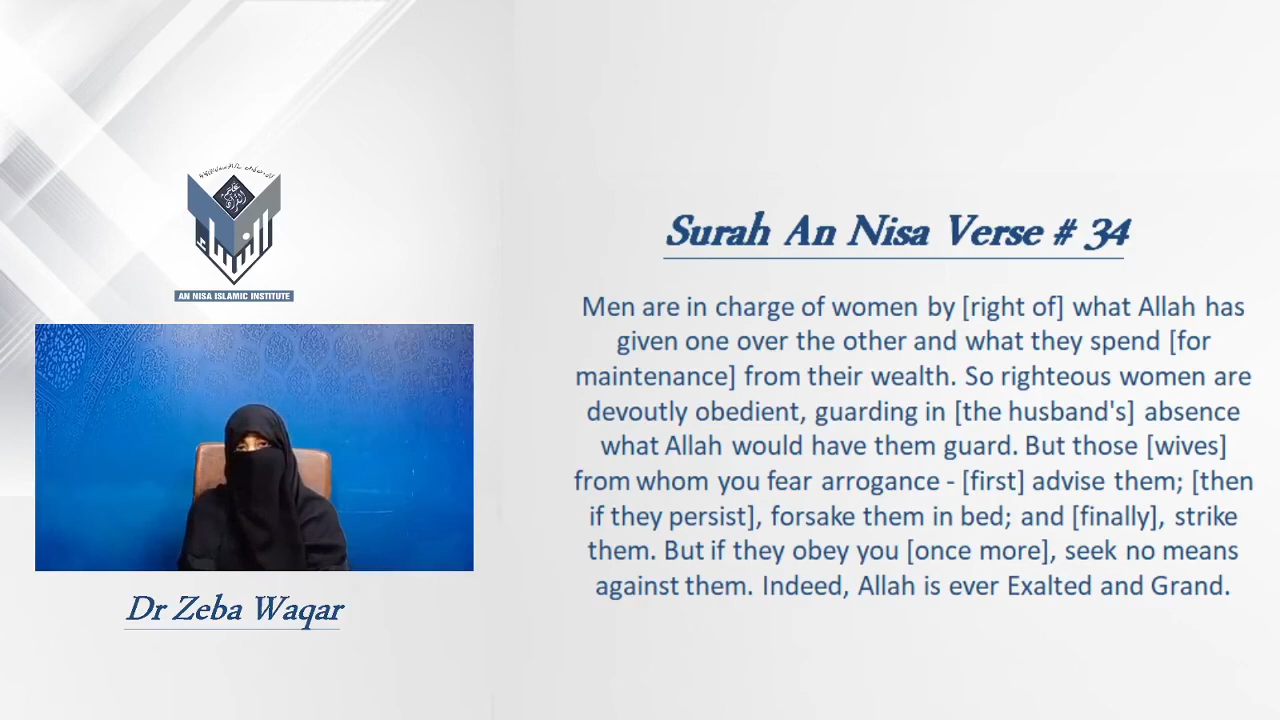 AN NISA ISLAMIC INSTITUTE
Dr Zeba Waqar
Surah An Nisa Verse # 34
Men are in charge of women by [right of] what Allah has
given one over the other and what they spend [for
maintenance] from their wealth. So righteous women are
devoutly obedient, guarding in [the husband's] absence
what Allah would have them guard. But those [wives]
from whom you fear arrogance - [first] advise them; [then
if they persist], forsake them in bed; and [finally], strike
them. But if they obey you [once more], seek no means
against them. Indeed, Allah is ever Exalted and Grand.